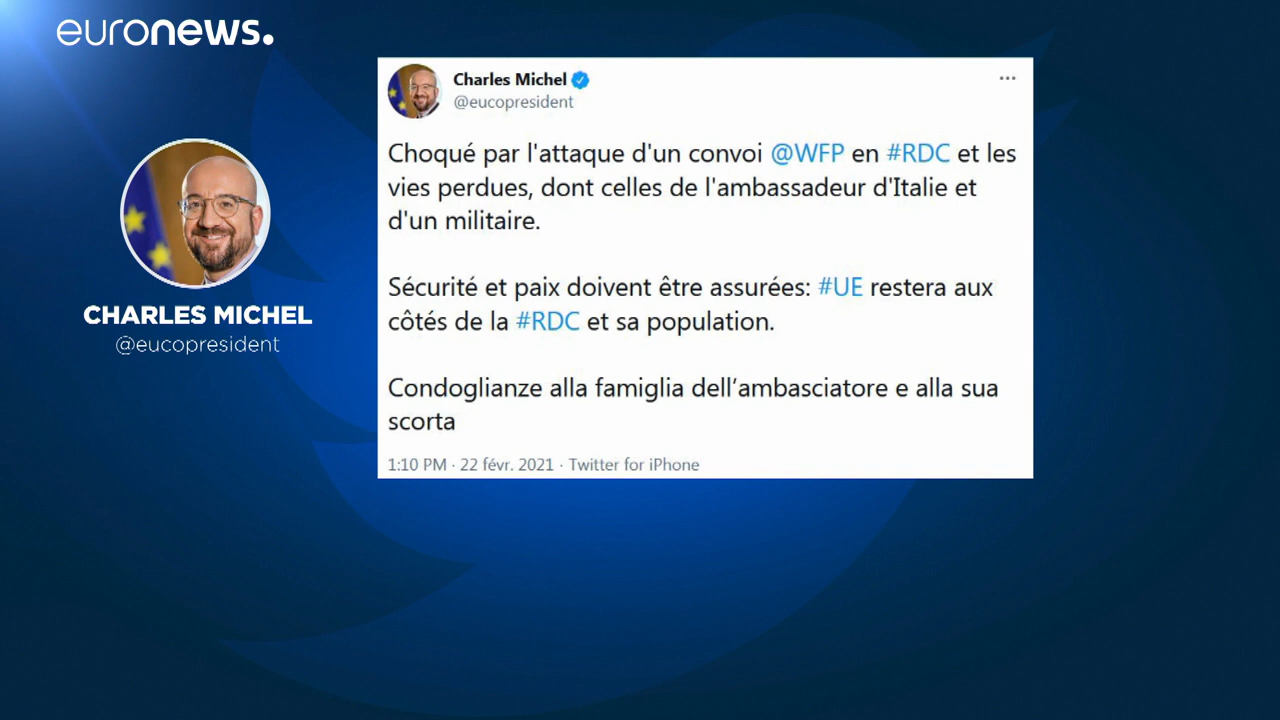 euronews.
CHARLES MICHEL
@eucopresident
Charles Michel
@eucopresident
Choqué par l'attaque d'un convoi @WFP en #RDC et les
vies perdues, dont celles de l'ambassadeur d'Italie et
d'un militaire.
Sécurité et paix doivent être assurées: #UE restera aux
côtés de la #RDC et sa population.
Condoglianze alla famiglia dell’ambasciatore e alla sua
scorta
1:10 PM · 22 févr. 2021 · Twitter for iPhone